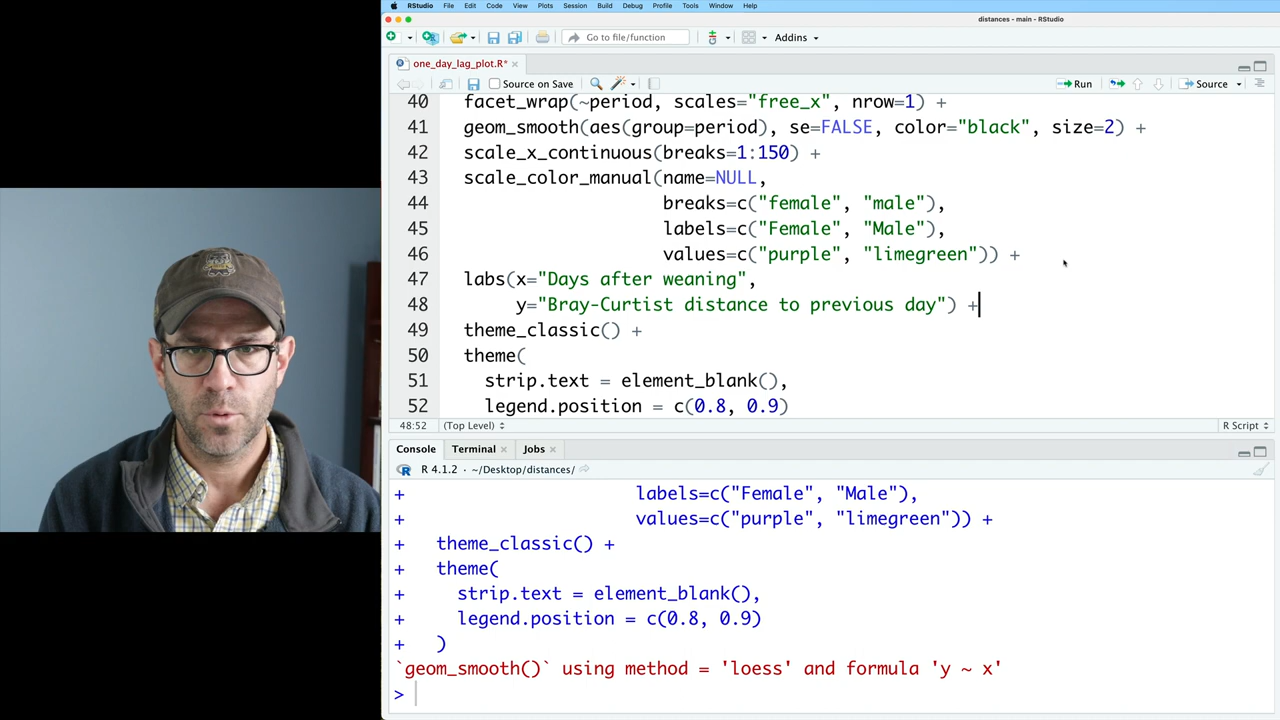 RStudio File Edit Code View Plots Session Build Debug Profile Tools Window Help
distances - main - RStudio
Go to file/function Addins
one_day_lag_plot.R*
Source on Save Run Source
40 facet_wrap(~period, scales="free_x", nrow=1) +
41 geom_smooth(aes(group=period), se=FALSE, color="black", size=2) +
42 scale_x_continuous(breaks=1:150) +
43 scale_color_manual(name=NULL,
44 breaks=c("female", "male"),
45 labels=c("Female", "Male"),
46 values=c("purple", "limegreen")) +
47 labs(x="Days after weaning",
48 y="Bray-Curtist distance to previous day") +
49 theme_classic() +
50 theme(
51 strip.text = element_blank(),
52 legend.position = c(0.8, 0.9)
48:52 (Top Level) R Script
Console Terminal Jobs
R 4.1.2 · ~/Desktop/distances/
+ labels=c("Female", "Male"),
+ values=c("purple", "limegreen")) +
+ theme_classic() +
+ theme(
+ strip.text = element_blank(),
+ legend.position = c(0.8, 0.9)
+ )
`geom_smooth()` using method = 'loess' and formula 'y ~ x'
>